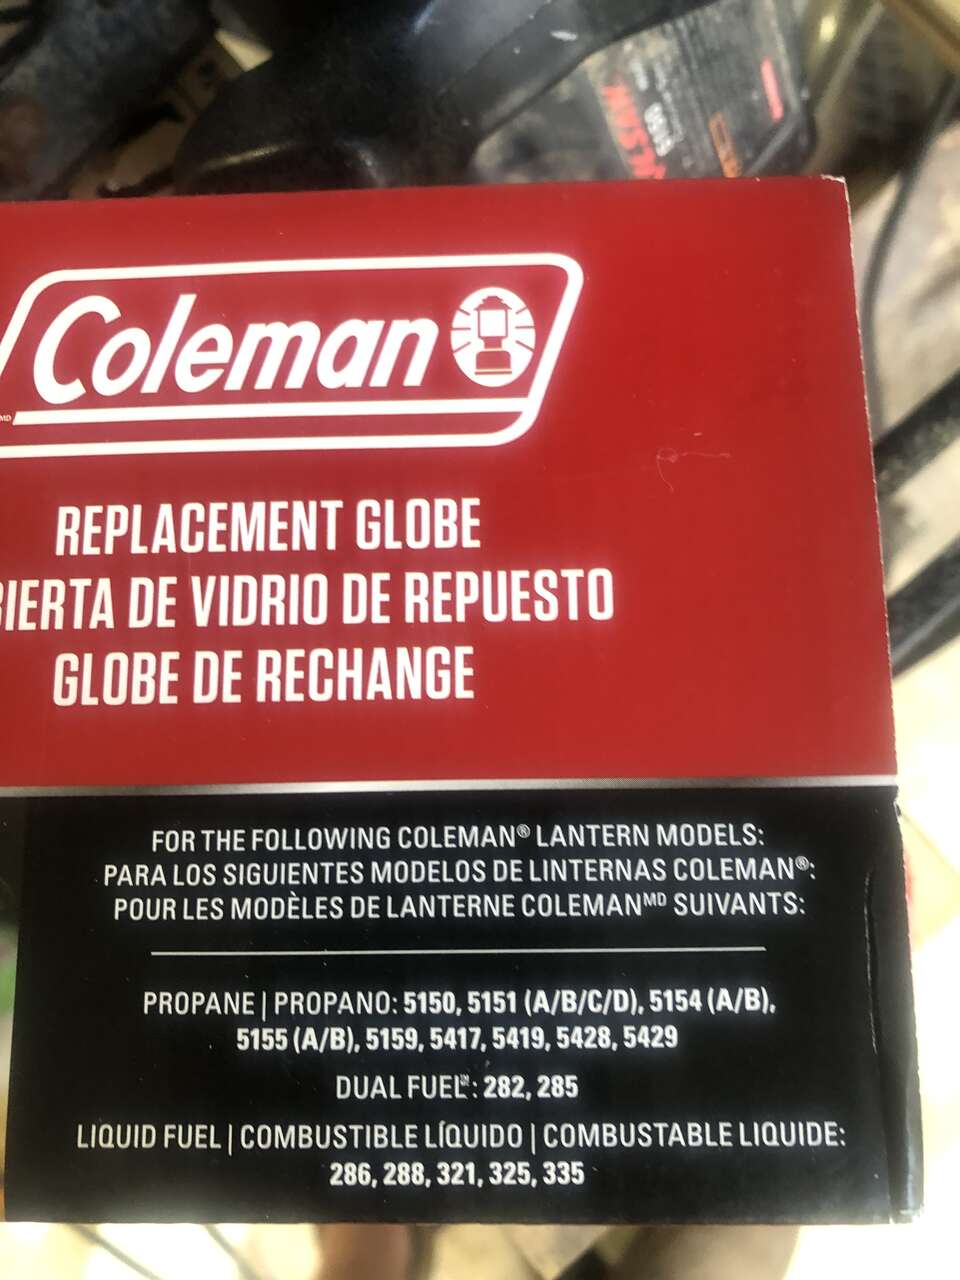 Coleman
MD
REPLACEMENT GLOBE
DE VIDRIO DE REPUESTO
GLOBE DE RECHANGE
FOR THE FOLLOWING COLEMAN® LANTERN MODELS:
PARA LOS SIGUIENTES MODELOS DE LINTERNAS COLEMAN®:
POUR LES MODÈLES DE LANTERNE COLEMANᴹᴰ SUIVANTS:
PROPANE | PROPANO: 5150, 5151 (A/B/C/D), 5154 (A/B),
5155 (A/B), 5159, 5417, 5419, 5428, 5429
DUAL FUEL™: 282, 285
LIQUID FUEL | COMBUSTIBLE LÍQUIDO | COMBUSTABLE LIQUIDE:
286, 288, 321, 325, 335